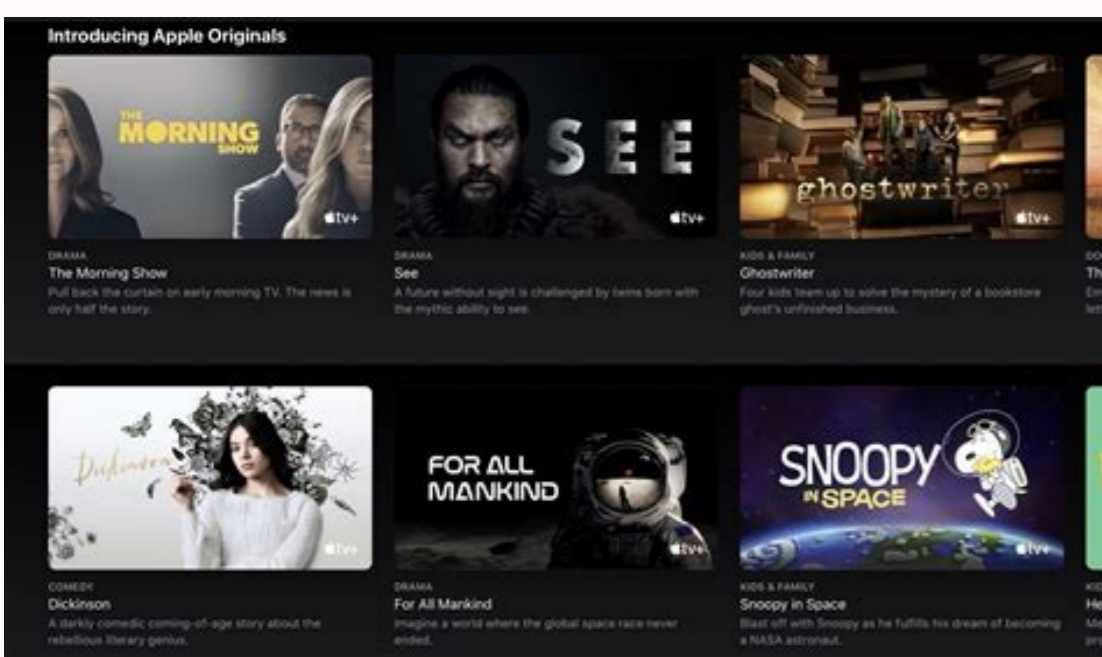 Introducing Apple Originals
THE
MORNING
SHOW
tv+
DRAMA
The Morning Show
Pull back the curtain on early morning TV. The news is
only half the story.
SEE
tv+
DRAMA
See
A future without sight is challenged by twins born with
the mythic ability to see.
ghostwriter
tv+
KIDS & FAMILY
Ghostwriter
Four kids team up to solve the mystery of a bookstore
ghost's unfinished business.
Dickinson
tv+
COMEDY
Dickinson
A darkly comedic coming-of-age story about the
rebellious literary genius.
FOR ALL
MANKIND
tv+
DRAMA
For All Mankind
Imagine a world where the global space race never
ended.
SNOOPY
IN SPACE
tv+
KIDS & FAMILY
Snoopy in Space
Blast off with Snoopy as he fulfills his dream of becoming
a NASA astronaut.